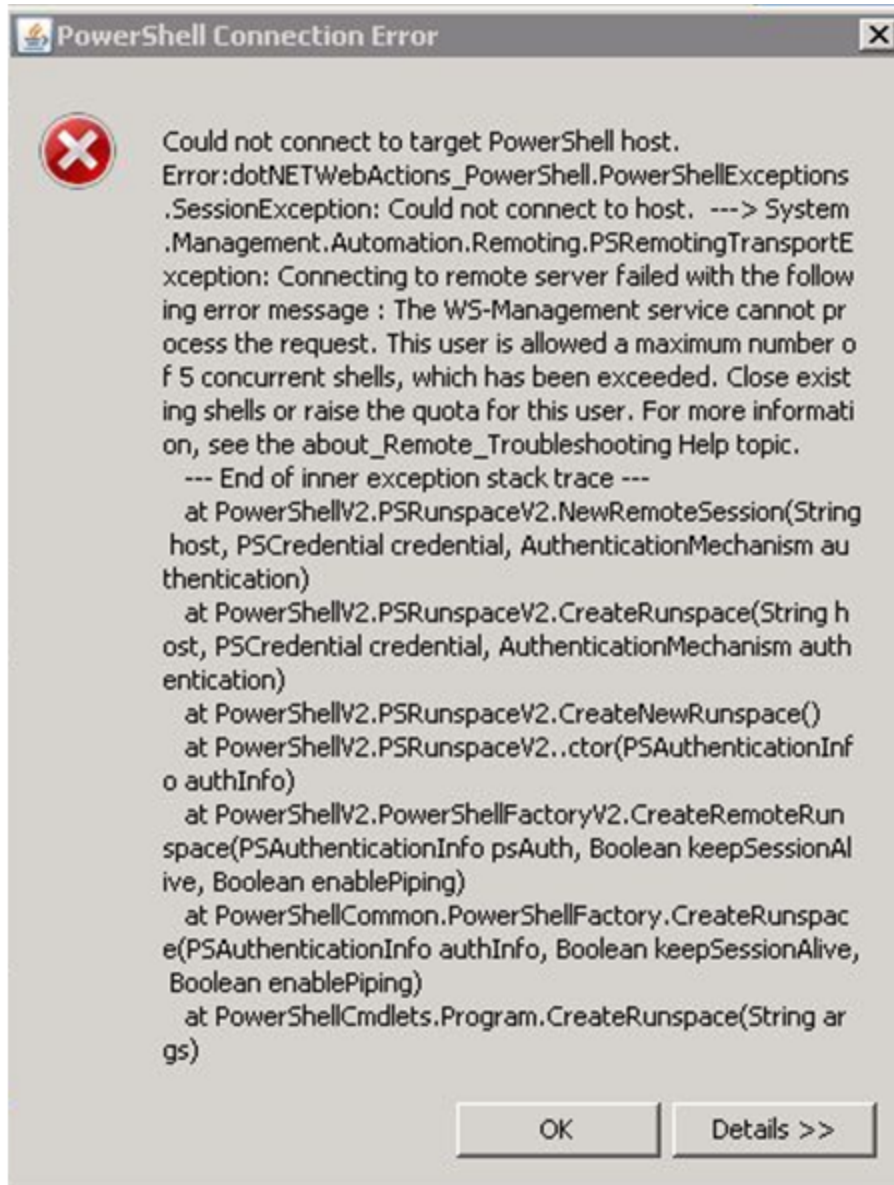 PowerShell Connection Error
Could not connect to target PowerShell host.
Error:dotNETWebActions_PowerShell.PowerShellExceptions
.SessionException: Could not connect to host.  ---> System
.Management.Automation.Remoting.PSRemotingTransportE
xception: Connecting to remote server failed with the follow
ing error message : The WS-Management service cannot pr
ocess the request. This user is allowed a maximum number o
f 5 concurrent shells, which has been exceeded. Close exist
ing shells or raise the quota for this user. For more informati
on, see the about_Remote_Troubleshooting Help topic.
   --- End of inner exception stack trace ---
   at PowerShellV2.PSRunspaceV2.NewRemoteSession(String
 host, PSCredential credential, AuthenticationMechanism au
thentication)
   at PowerShellV2.PSRunspaceV2.CreateRunspace(String h
ost, PSCredential credential, AuthenticationMechanism auth
entication)
   at PowerShellV2.PSRunspaceV2.CreateNewRunspace()
   at PowerShellV2.PSRunspaceV2..ctor(PSAuthenticationInf
o authInfo)
   at PowerShellV2.PowerShellFactoryV2.CreateRemoteRun
space(PSAuthenticationInfo psAuth, Boolean keepSessionAl
ive, Boolean enablePiping)
   at PowerShellCommon.PowerShellFactory.CreateRunspac
e(PSAuthenticationInfo authInfo, Boolean keepSessionAlive,
 Boolean enablePiping)
   at PowerShellCmdlets.Program.CreateRunspace(String ar
gs)
OK
Details >>